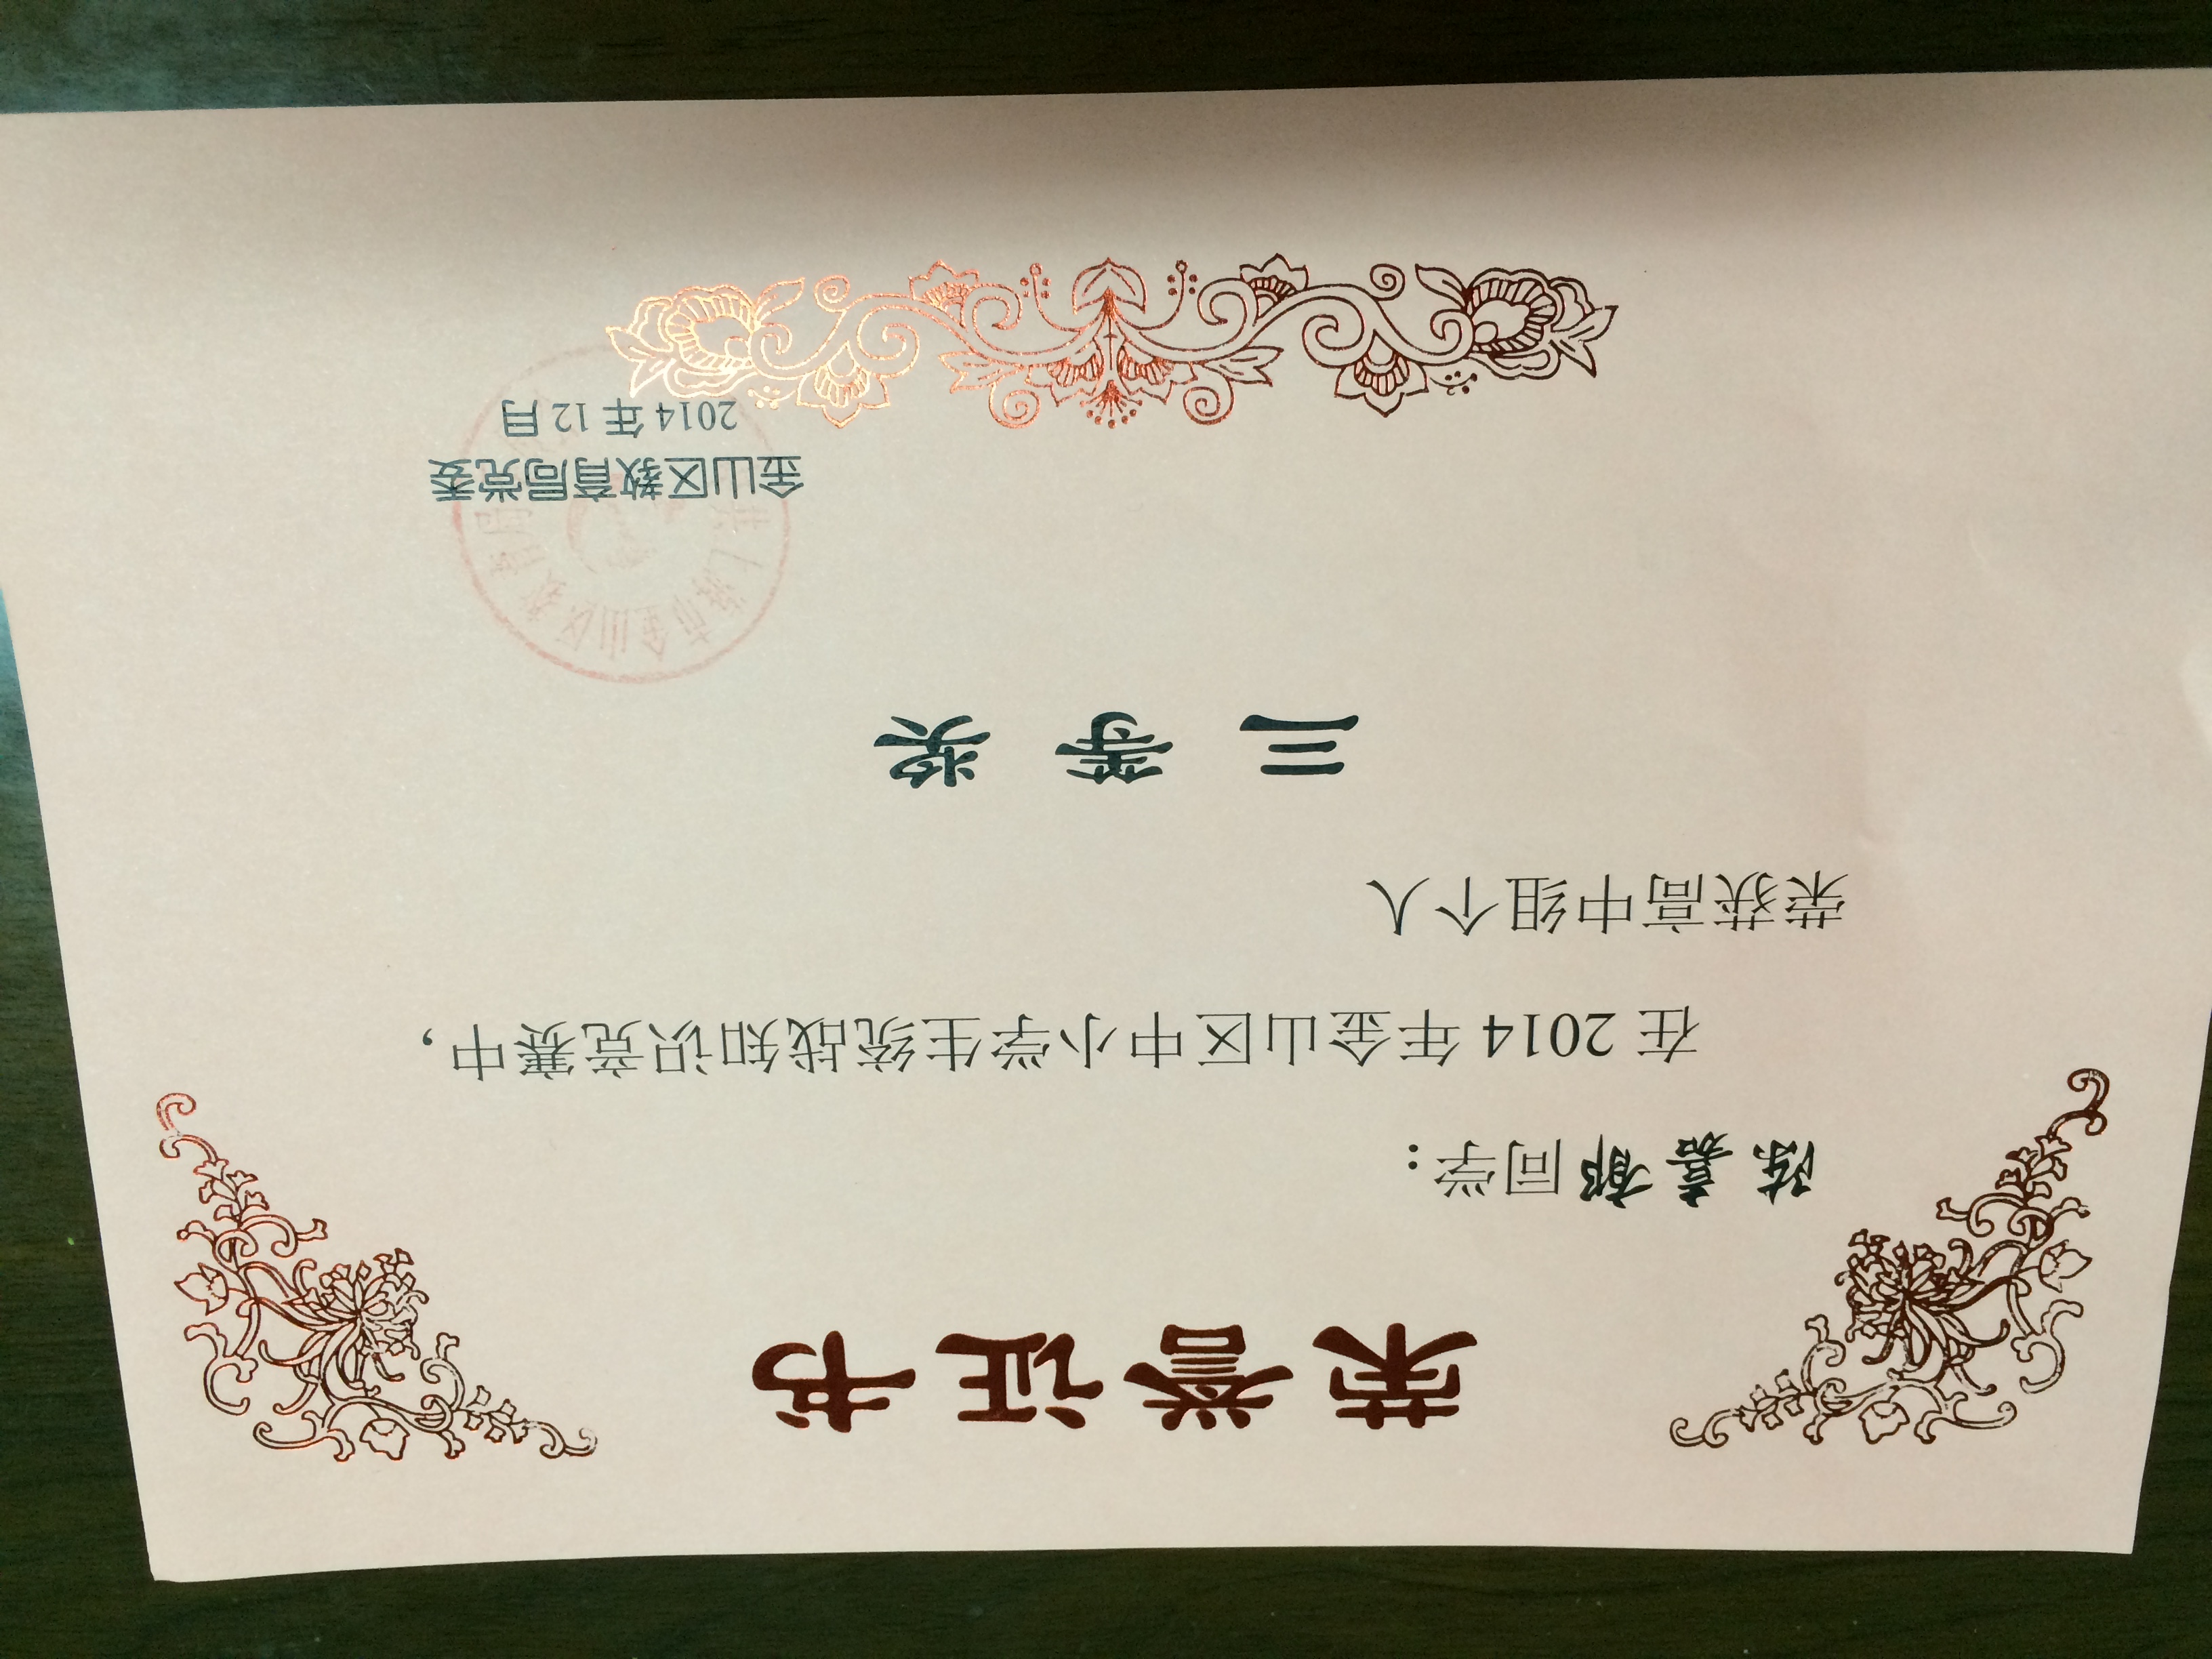 荣誉证书
陈嘉郁同学：
在2014年金山区中小学生统战知识竞赛中，
荣获高中组个人
三等奖
金山区教育局党委
2014年12月